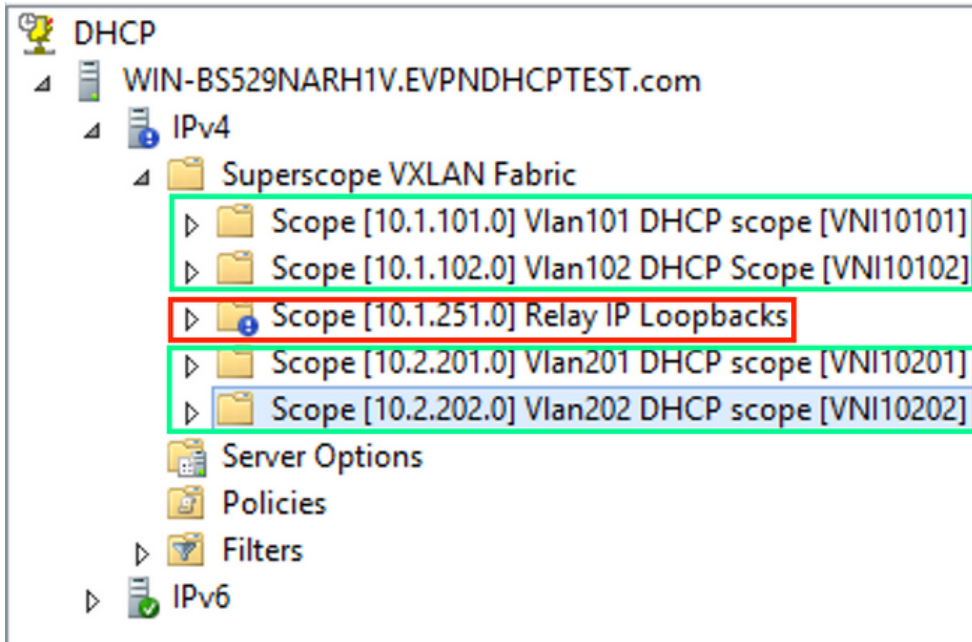 DHCP
WIN-BS529NARH1V.EVPNDHCPTEST.com
IPv4
Superscope VXLAN Fabric
Scope [10.1.101.0] Vlan101 DHCP scope [VNI10101]
Scope [10.1.102.0] Vlan102 DHCP Scope [VNI10102]
Scope [10.1.251.0] Relay IP Loopbacks
Scope [10.2.201.0] Vlan201 DHCP scope [VNI10201]
Scope [10.2.202.0] Vlan202 DHCP scope [VNI10202]
Server Options
Policies
Filters
IPv6